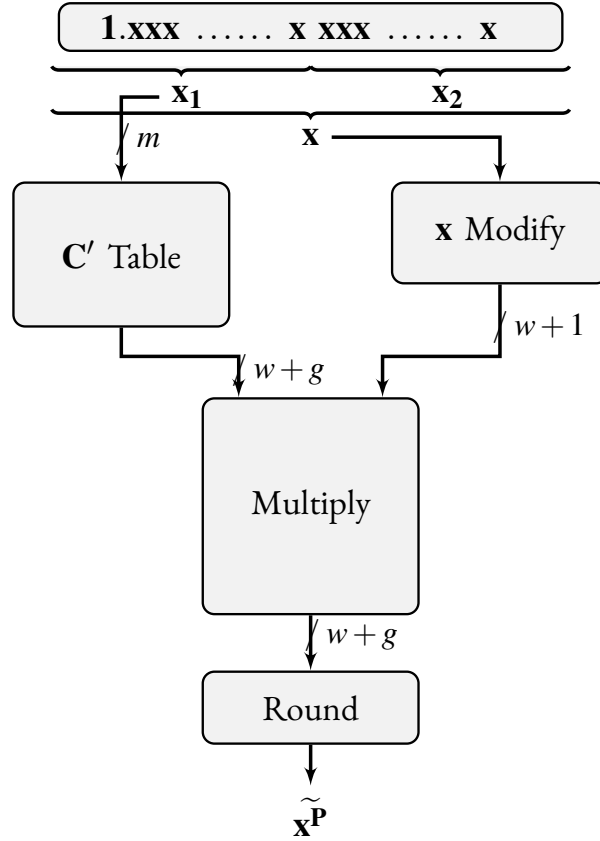 1.xxx ...... x xxx ...... x
x₁ x₂
m x
C′ Table x Modify
w + 1
w + g
Multiply
w + g
Round
x̃ᴾ